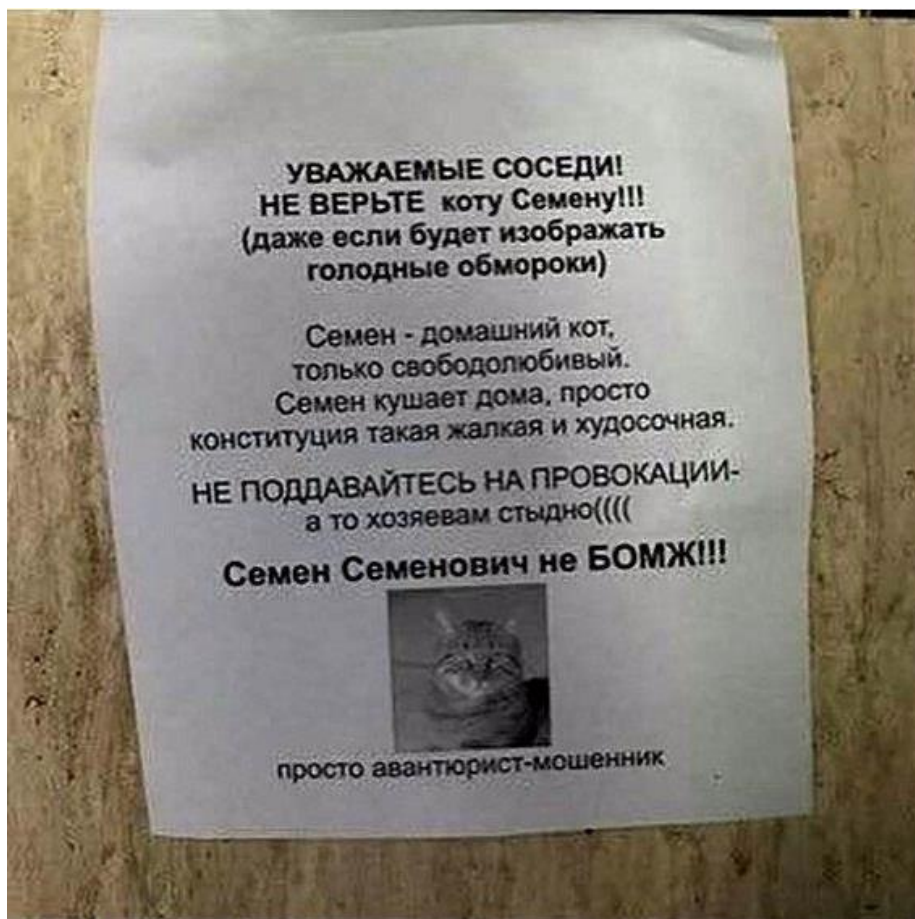 УВАЖАЕМЫЕ СОСЕДИ!
НЕ ВЕРЬТЕ коту Семену!!!
(даже если будет изображать
голодные обмороки)
Семен - домашний кот,
только свободолюбивый.
Семен кушает дома, просто
конституция такая жалкая и худосочная.
НЕ ПОДДАВАЙТЕСЬ НА ПРОВОКАЦИИ-
а то хозяевам стыдно((((
Семен Семенович не БОМЖ!!!
просто авантюрист-мошенник